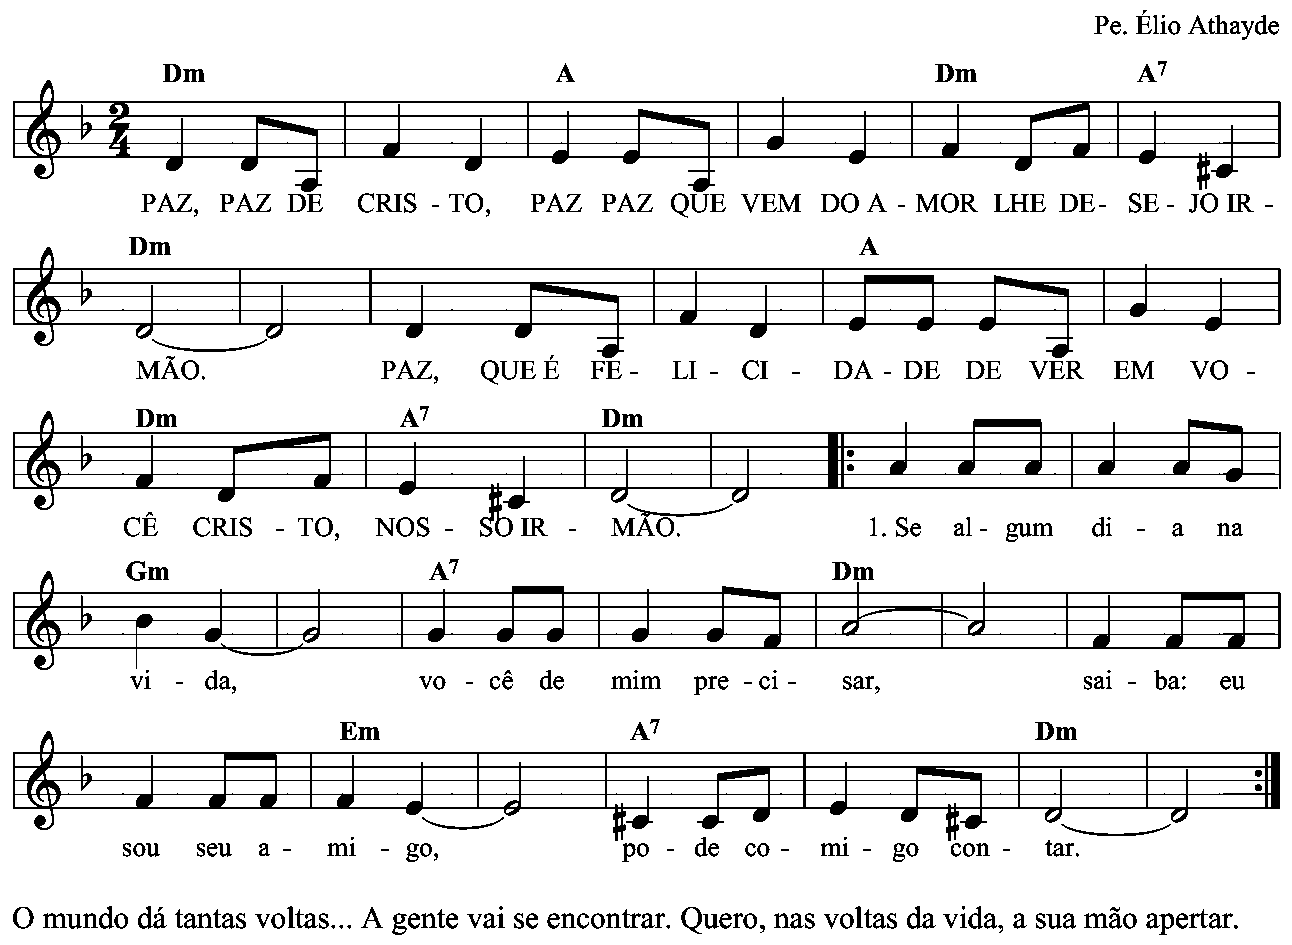 Pe. Élio Athayde
Dm A Dm A7
2/4
PAZ, PAZ DE CRIS - TO, PAZ PAZ QUE VEM DO A- MOR LHE DE- SE- JO IR -
Dm A
MÃO. PAZ, QUE É FE - LI - CI - DA - DE DE VER EM VO -
Dm A7 Dm
CÊ CRIS - TO, NOS- SO IR- MÃO. 1. Se al - gum di - a na
Gm A7 Dm
vi - da, vo - cê de mim pre - ci - sar, sai - ba: eu
Em A7 Dm
sou seu a - mi - go, po - de co - mi - go con - tar.
O mundo dá tantas voltas... A gente vai se encontrar. Quero, nas voltas da vida, a sua mão apertar.